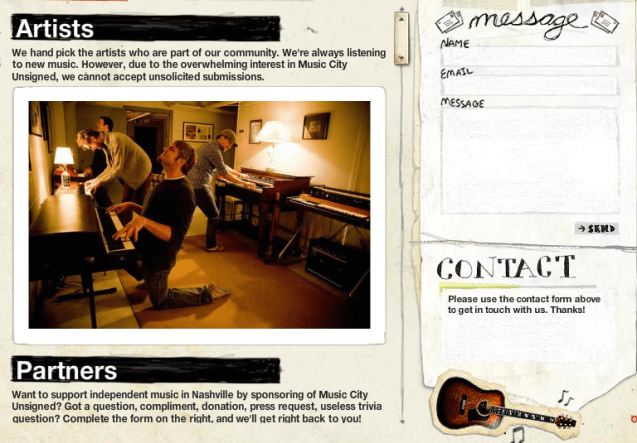 Artists
We hand pick the artists who are part of our community. We're always listening
to new music. However, due to the overwhelming interest in Music City
Unsigned, we cannot accept unsolicited submissions.
Partners
Want to support independent music in Nashville by sponsoring of Music City
Unsigned? Got a question, compliment, donation, press request, useless trivia
question? Complete the form on the right, and we'll get right back to you!
message
NAME
EMAIL
MESSAGE
→ SEND
CONTACT
Please use the contact form above
to get in touch with us. Thanks!